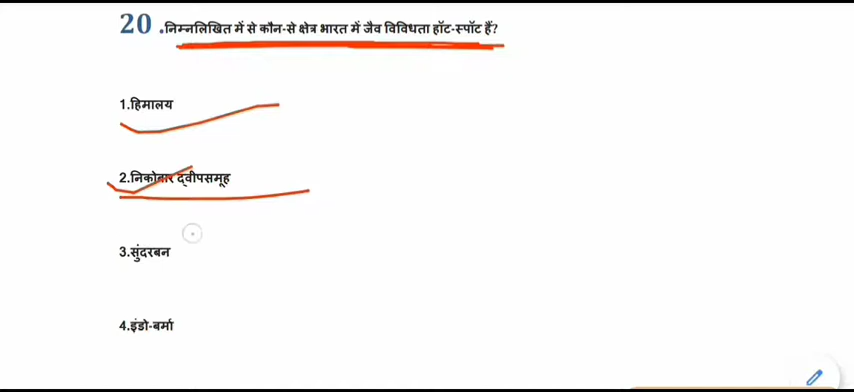 20 .निम्नलिखित में से कौन-से क्षेत्र भारत में जैव विविधता हॉट-स्पॉट हैं?
1.हिमालय
2.निकोबार द्वीपसमूह
3.सुंदरबन
4.इंडो-बर्मा